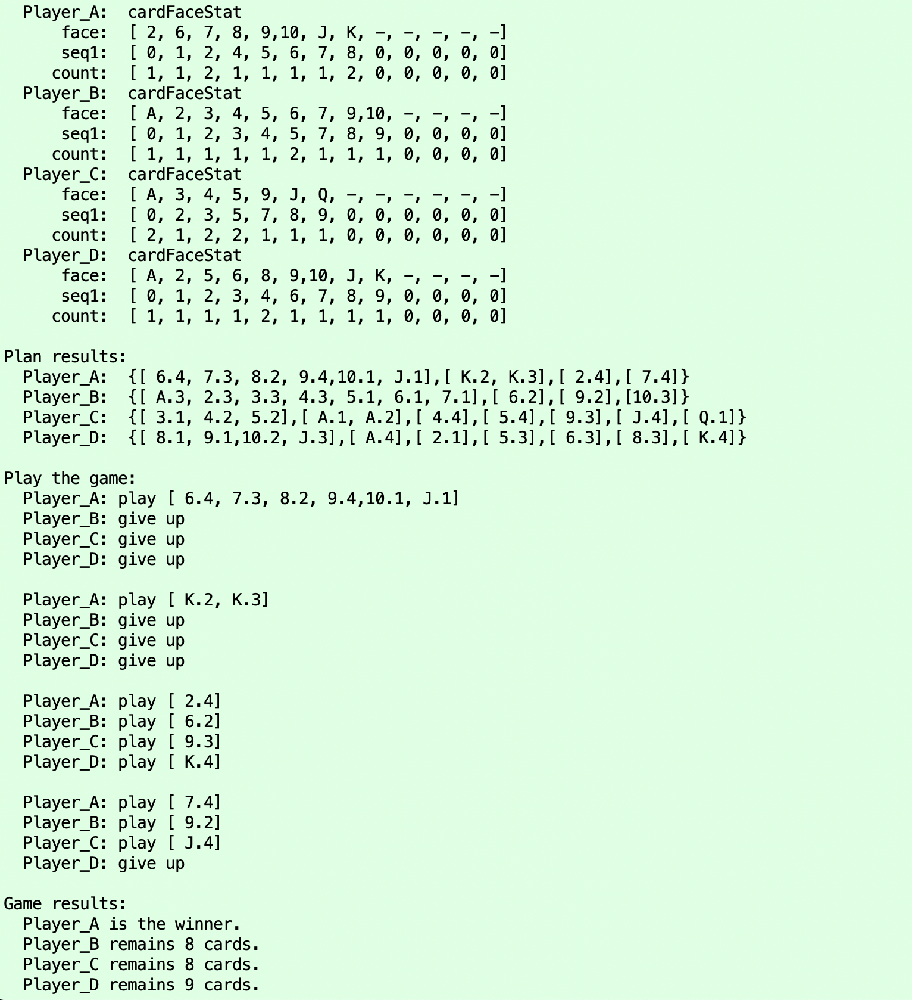 Player_A:  cardFaceStat
face:  [ 2, 6, 7, 8, 9,10, J, K, -, -, -, -, -]
seq1:  [ 0, 1, 2, 4, 5, 6, 7, 8, 0, 0, 0, 0, 0]
count:  [ 1, 1, 2, 1, 1, 1, 1, 2, 0, 0, 0, 0, 0]
Player_B:  cardFaceStat
face:  [ A, 2, 3, 4, 5, 6, 7, 9,10, -, -, -, -]
seq1:  [ 0, 1, 2, 3, 4, 5, 7, 8, 9, 0, 0, 0, 0]
count:  [ 1, 1, 1, 1, 1, 2, 1, 1, 1, 0, 0, 0, 0]
Player_C:  cardFaceStat
face:  [ A, 3, 4, 5, 9, J, Q, -, -, -, -, -, -]
seq1:  [ 0, 2, 3, 5, 7, 8, 9, 0, 0, 0, 0, 0, 0]
count:  [ 2, 1, 2, 2, 1, 1, 1, 0, 0, 0, 0, 0, 0]
Player_D:  cardFaceStat
face:  [ A, 2, 5, 6, 8, 9,10, J, K, -, -, -, -]
seq1:  [ 0, 1, 2, 3, 4, 6, 7, 8, 9, 0, 0, 0, 0]
count:  [ 1, 1, 1, 1, 2, 1, 1, 1, 1, 0, 0, 0, 0]
Plan results:
Player_A:  {[ 6.4, 7.3, 8.2, 9.4,10.1, J.1],[ K.2, K.3],[ 2.4],[ 7.4]}
Player_B:  {[ A.3, 2.3, 3.3, 4.3, 5.1, 6.1, 7.1],[ 6.2],[ 9.2],[10.3]}
Player_C:  {[ 3.1, 4.2, 5.2],[ A.1, A.2],[ 4.4],[ 5.4],[ 9.3],[ J.4],[ Q.1]}
Player_D:  {[ 8.1, 9.1,10.2, J.3],[ A.4],[ 2.1],[ 5.3],[ 6.3],[ 8.3],[ K.4]}
Play the game:
Player_A: play [ 6.4, 7.3, 8.2, 9.4,10.1, J.1]
Player_B: give up
Player_C: give up
Player_D: give up
Player_A: play [ K.2, K.3]
Player_B: give up
Player_C: give up
Player_D: give up
Player_A: play [ 2.4]
Player_B: play [ 6.2]
Player_C: play [ 9.3]
Player_D: play [ K.4]
Player_A: play [ 7.4]
Player_B: play [ 9.2]
Player_C: play [ J.4]
Player_D: give up
Game results:
Player_A is the winner.
Player_B remains 8 cards.
Player_C remains 8 cards.
Player_D remains 9 cards.